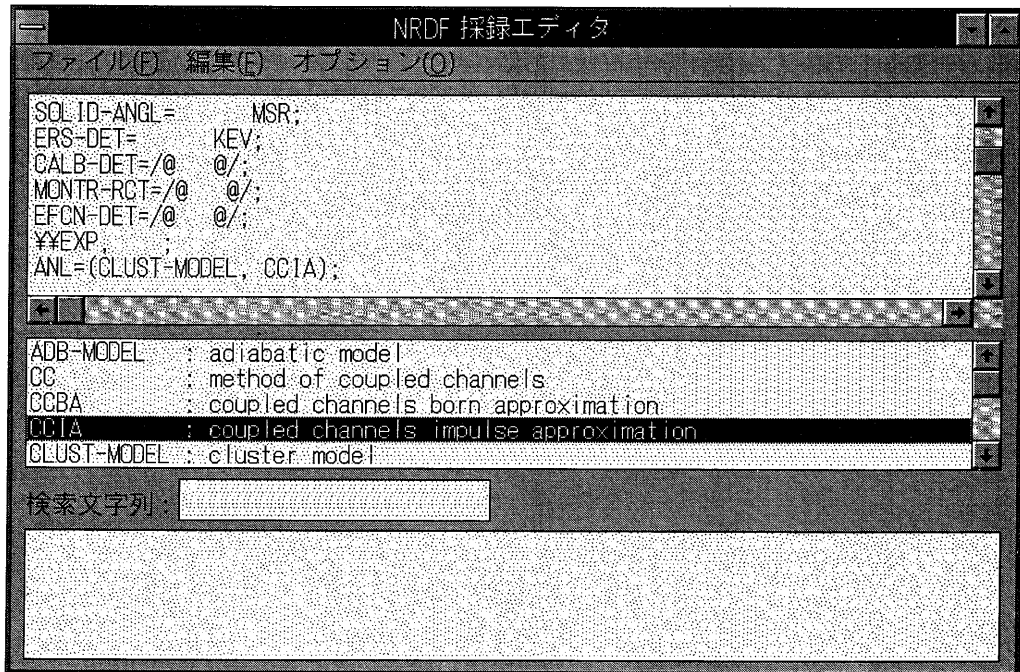 NRDF 採録エディタ
ファイル(F) 編集(E) オプション(O)
SOLID-ANGL= MSR;
ERS-DET= KEV;
CALB-DET=/@ @/;
MONTR-RCT=/@ @/;
EFCN-DET=/@ @/;
¥¥EXP, ;
ANL=(CLUST-MODEL, CCIA);
ADB-MODEL : adiabatic model
CC : method of coupled channels
CCBA : coupled channels born approximation
CCIA : coupled channels impulse approximation
CLUST-MODEL : cluster model
検索文字列 :